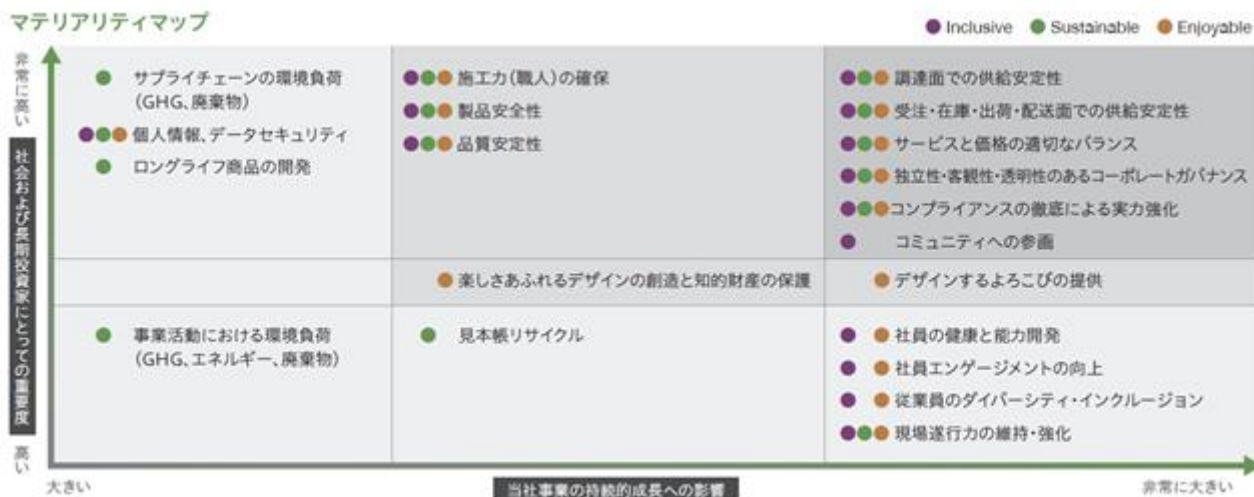 マテリアリティマップ
Inclusive Sustainable Enjoyable
非常に高い
社会および長期投資家にとっての重要度
高い
サプライチェーンの環境負荷
(GHG、廃棄物)
個人情報、データセキュリティ
ロングライフ商品の開発
施工力(職人)の確保
製品安全性
品質安定性
調達面での供給安定性
受注・在庫・出荷・配送面での供給安定性
サービスと価格の適切なバランス
独立性・客観性・透明性のあるコーポレートガバナンス
コンプライアンスの徹底による実力強化
コミュニティへの参画
楽しさあふれるデザインの創造と知的財産の保護
デザインするよろこびの提供
事業活動における環境負荷
(GHG、エネルギー、廃棄物)
見本帳リサイクル
社員の健康と能力開発
社員エンゲージメントの向上
従業員のダイバーシティ・インクルージョン
現場遂行力の維持・強化
大きい
当社事業の持続的成長への影響
非常に大きい